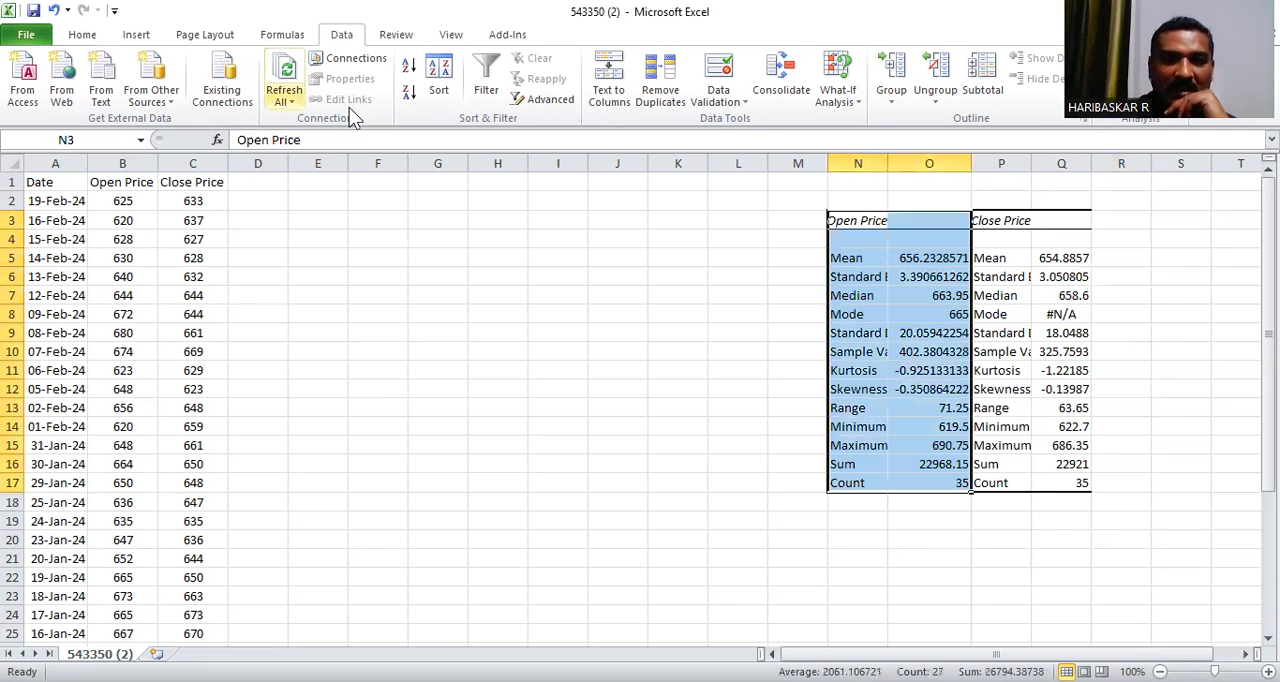 543350 (2) - Microsoft Excel
File Home Insert Page Layout Formulas Data Review View Add-Ins
From Access
From Web
From Text
From Other Sources
Existing Connections
Refresh All
Connections
Properties
Edit Links
Sort
Filter
Clear
Reapply
Advanced
Text to Columns
Remove Duplicates
Data Validation
Consolidate
What-If Analysis
Group
Ungroup
Subtotal
Show D
Hide De
Get External Data
Connection
Sort & Filter
Data Tools
Outline
HARIBASKAR R
N3 fx Open Price
A B C D E F G H I J K L M N O P Q R S T
1 Date Open Price Close Price
2 19-Feb-24 625 633
3 16-Feb-24 620 637 Open Price Close Price
4 15-Feb-24 628 627
5 14-Feb-24 630 628 Mean 656.2328571 Mean 654.8857
6 13-Feb-24 640 632 Standard E 3.390661262 Standard E 3.050805
7 12-Feb-24 644 644 Median 663.95 Median 658.6
8 09-Feb-24 672 644 Mode 665 Mode #N/A
9 08-Feb-24 680 661 Standard D 20.05942254 Standard D 18.0488
10 07-Feb-24 674 669 Sample Va 402.3804328 Sample Va 325.7593
11 06-Feb-24 623 629 Kurtosis -0.925133133 Kurtosis -1.22185
12 05-Feb-24 648 623 Skewness -0.350864222 Skewness -0.13987
13 02-Feb-24 656 648 Range 71.25 Range 63.65
14 01-Feb-24 620 659 Minimum 619.5 Minimum 622.7
15 31-Jan-24 648 661 Maximum 690.75 Maximum 686.35
16 30-Jan-24 664 650 Sum 22968.15 Sum 22921
17 29-Jan-24 650 648 Count 35 Count 35
18 25-Jan-24 636 647
19 24-Jan-24 635 635
20 23-Jan-24 647 636
21 20-Jan-24 652 644
22 19-Jan-24 665 650
23 18-Jan-24 673 663
24 17-Jan-24 665 673
25 16-Jan-24 667 670
543350 (2)
Ready Average: 2061.106721 Count: 27 Sum: 26794.38738 100%